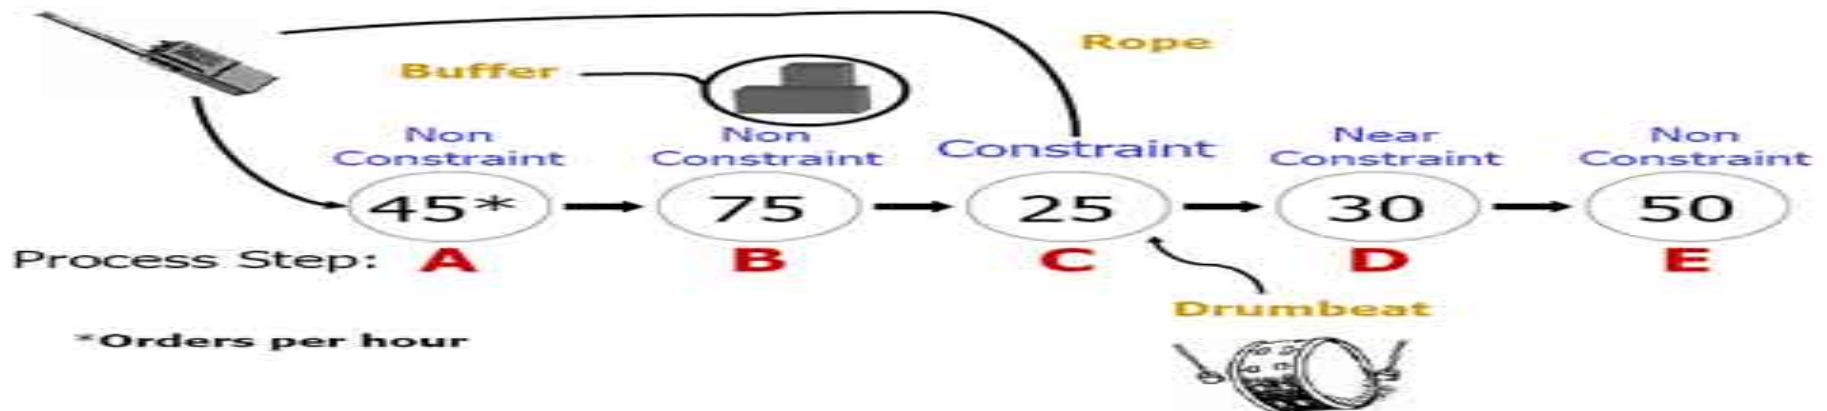 Rope
Buffer
Non Constraint
Non Constraint
Constraint
Near Constraint
Non Constraint
45* 75 25 30 50
Process Step: A B C D E
Drumbeat
*Orders per hour